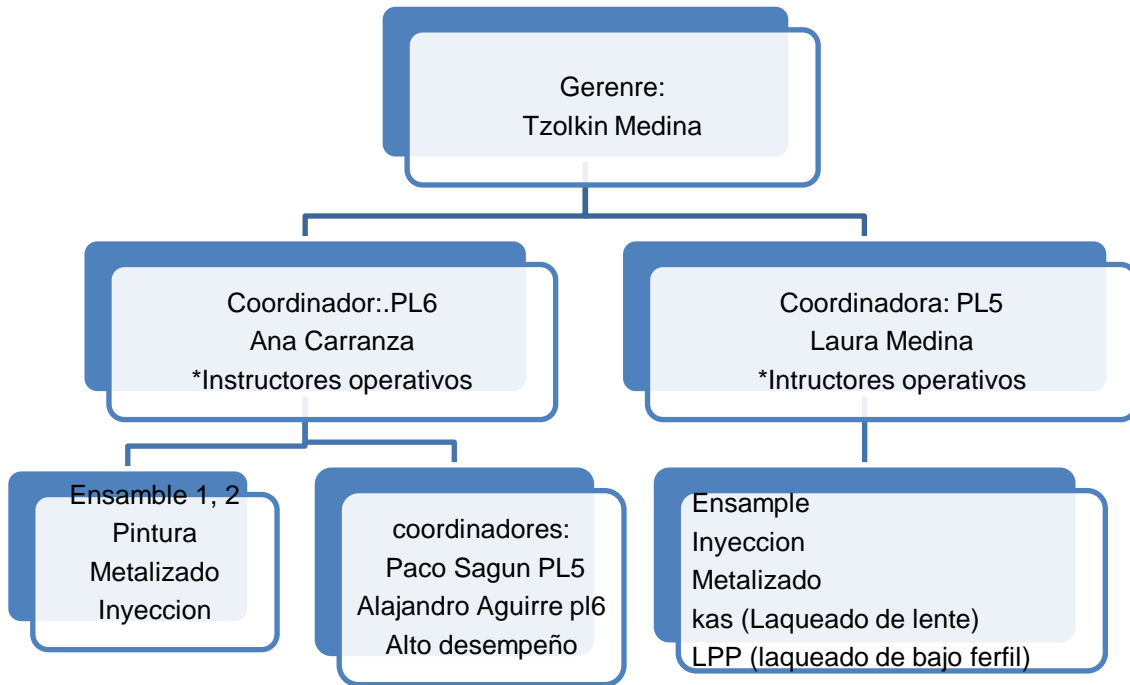 Gerenre:
Tzolkin Medina
Coordinador:.PL6
Ana Carranza
*Instructores operativos
Coordinadora: PL5
Laura Medina
*Intructores operativos
Ensamble 1, 2
Pintura
Metalizado
Inyeccion
coordinadores:
Paco Sagun PL5
Alajandro Aguirre pl6
Alto desempeño
Ensample
Inyeccion
Metalizado
kas (Laqueado de lente)
LPP (laqueado de bajo ferfil)